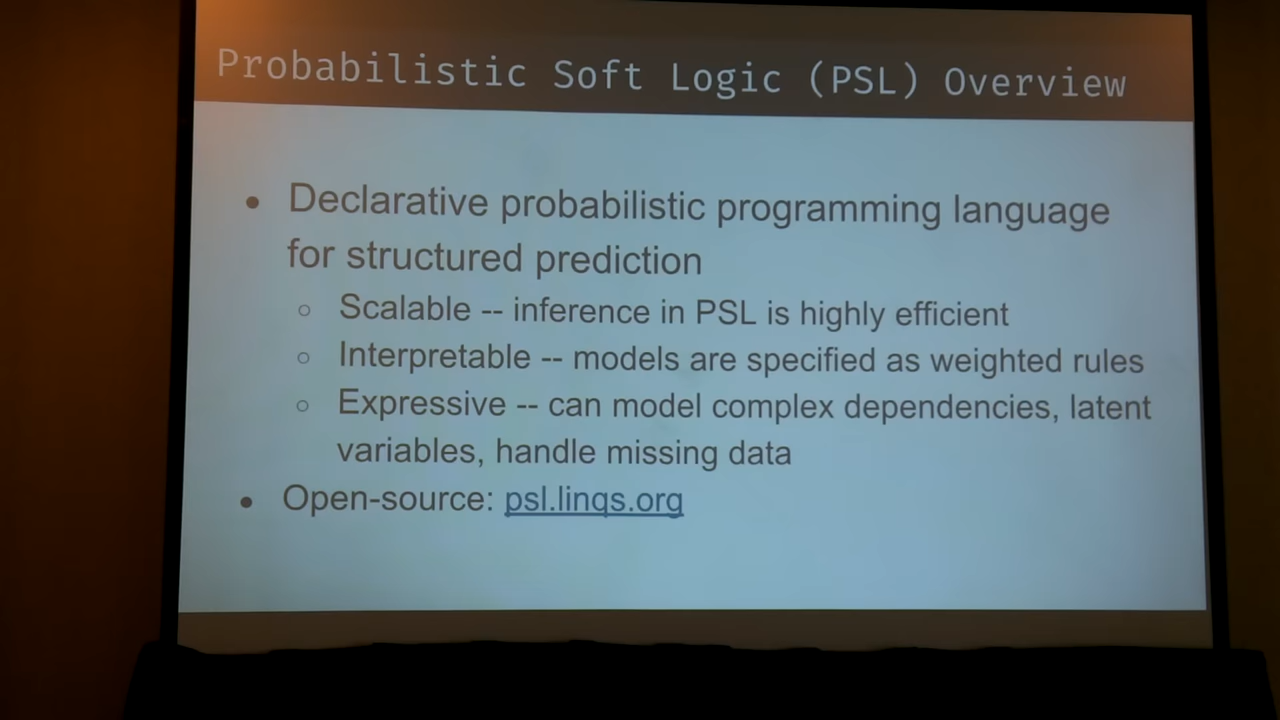 Probabilistic Soft Logic (PSL) Overview
• Declarative probabilistic programming language
for structured prediction
○ Scalable -- inference in PSL is highly efficient
○ Interpretable -- models are specified as weighted rules
○ Expressive -- can model complex dependencies, latent
variables, handle missing data
• Open-source: psl.linqs.org